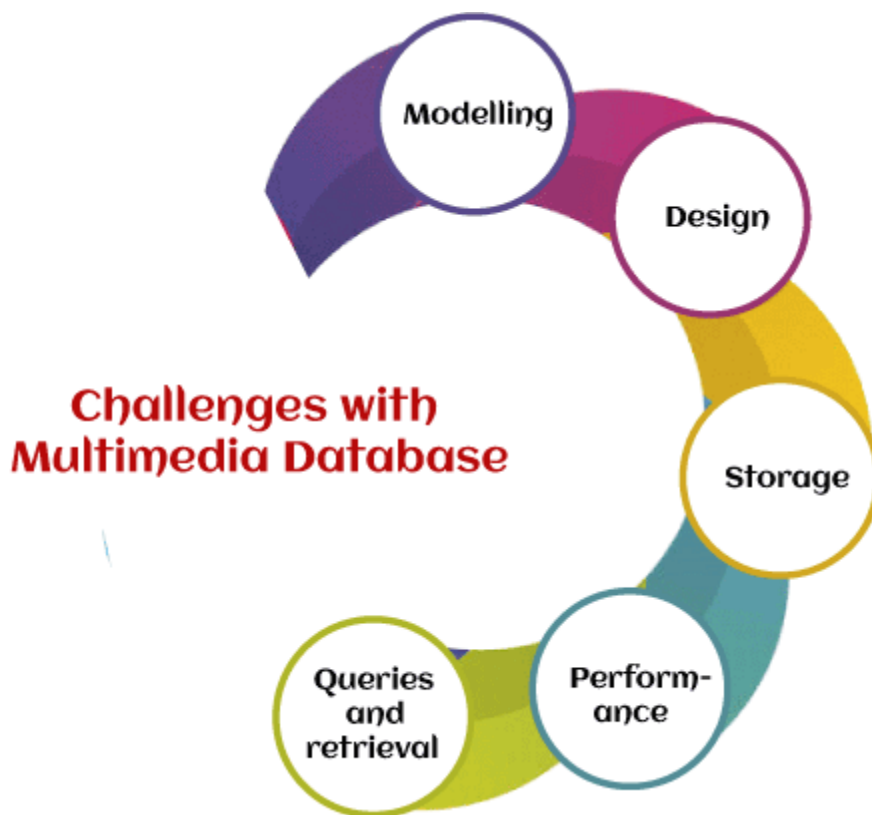 Modelling
Design
Challenges with
Multimedia Database
Storage
Queries
and
retrieval
Perform-
ance